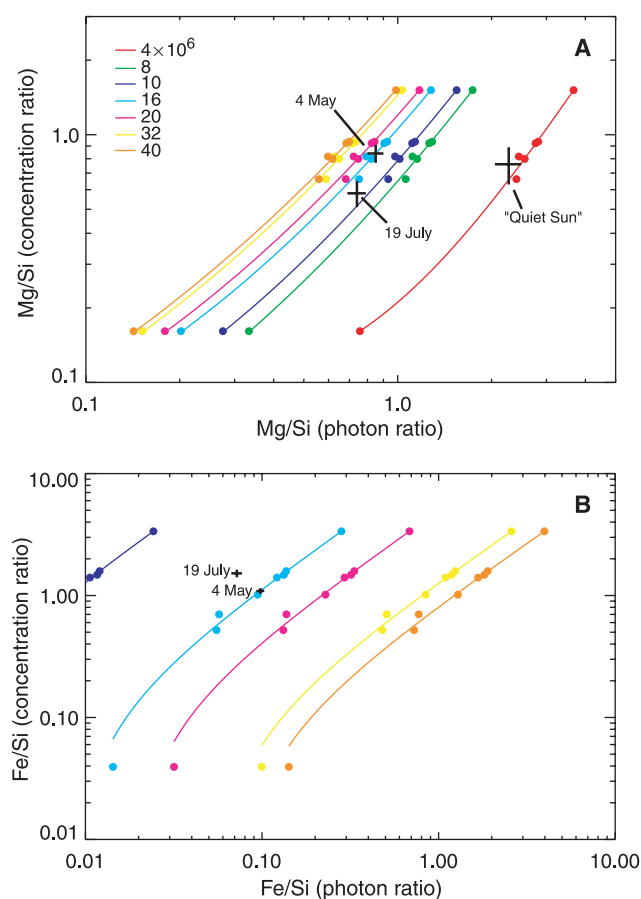 A
4×10⁶
8
10
16
20
32
40
4 May
19 July
"Quiet Sun"
1.0
0.1
Mg/Si (concentration ratio)
0.1
1.0
Mg/Si (photon ratio)
B
10.00
1.00
0.10
0.01
Fe/Si (concentration ratio)
19 July
4 May
0.01
0.10
1.00
10.00
Fe/Si (photon ratio)